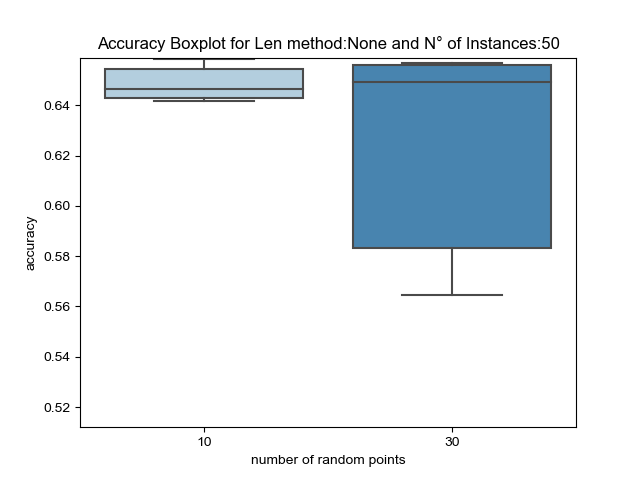 Accuracy Boxplot for Len method:None and N° of Instances:50
accuracy
0.64
0.62
0.60
0.58
0.56
0.54
0.52
10 30
number of random points